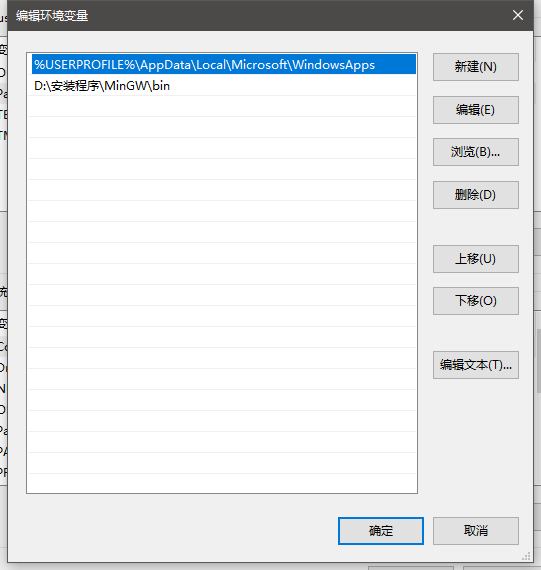 编辑环境变量
%USERPROFILE%\AppData\Local\Microsoft\WindowsApps
D:\安装程序\MinGW\bin
新建(N)
编辑(E)
浏览(B)...
删除(D)
上移(U)
下移(O)
编辑文本(T)...
确定
取消